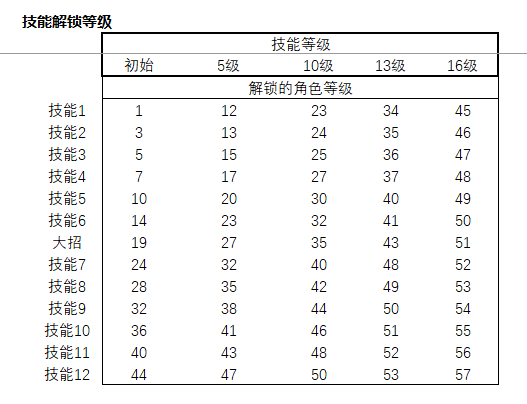 技能解锁等级
技能等级
初始 5级 10级 13级 16级
解锁的角色等级
技能1 1 12 23 34 45
技能2 3 13 24 35 46
技能3 5 15 25 36 47
技能4 7 17 27 37 48
技能5 10 20 30 40 49
技能6 14 23 32 41 50
大招 19 27 35 43 51
技能7 24 32 40 48 52
技能8 28 35 42 49 53
技能9 32 38 44 50 54
技能10 36 41 46 51 55
技能11 40 43 48 52 56
技能12 44 47 50 53 57